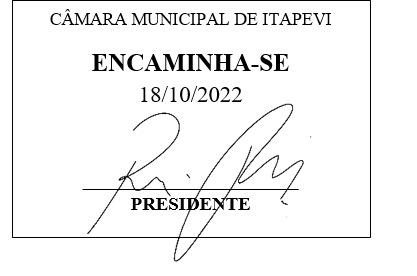 CÂMARA MUNICIPAL DE ITAPEVI
ENCAMINHA-SE
18/10/2022
PRESIDENTE